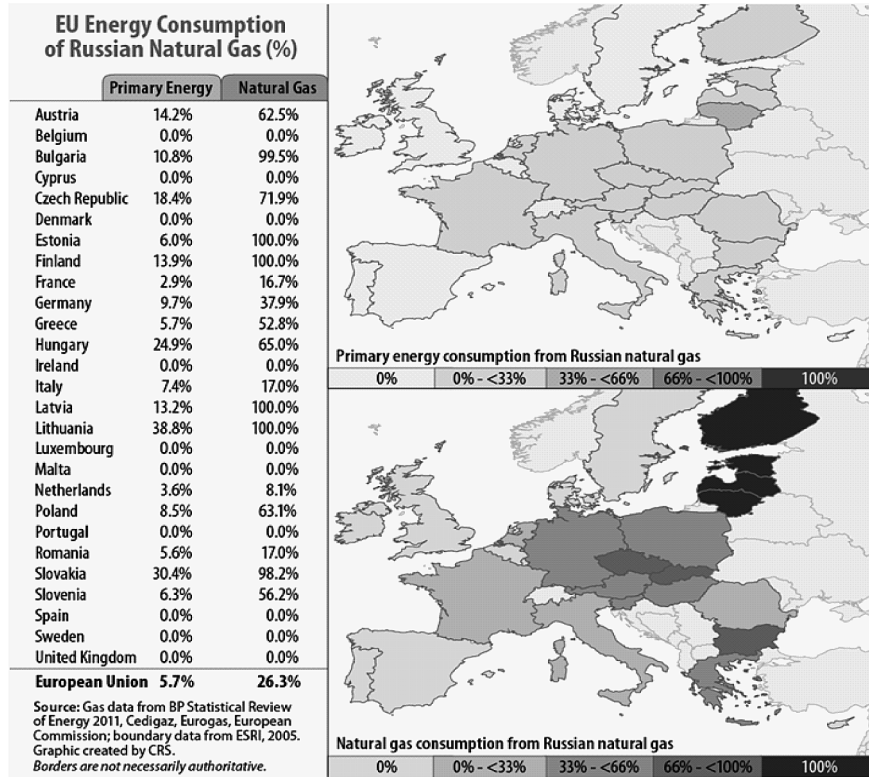 EU Energy Consumption
of Russian Natural Gas (%)
Primary Energy Natural Gas
Austria 14.2% 62.5%
Belgium 0.0% 0.0%
Bulgaria 10.8% 99.5%
Cyprus 0.0% 0.0%
Czech Republic 18.4% 71.9%
Denmark 0.0% 0.0%
Estonia 6.0% 100.0%
Finland 13.9% 100.0%
France 2.9% 16.7%
Germany 9.7% 37.9%
Greece 5.7% 52.8%
Hungary 24.9% 65.0%
Ireland 0.0% 0.0%
Italy 7.4% 17.0%
Latvia 13.2% 100.0%
Lithuania 38.8% 100.0%
Luxembourg 0.0% 0.0%
Malta 0.0% 0.0%
Netherlands 3.6% 8.1%
Poland 8.5% 63.1%
Portugal 0.0% 0.0%
Romania 5.6% 17.0%
Slovakia 30.4% 98.2%
Slovenia 6.3% 56.2%
Spain 0.0% 0.0%
Sweden 0.0% 0.0%
United Kingdom 0.0% 0.0%
European Union 5.7% 26.3%
Source: Gas data from BP Statistical Review
of Energy 2011, Cedigaz, Eurogas, European
Commission; boundary data from ESRI, 2005.
Graphic created by CRS.
Borders are not necessarily authoritative.
Primary energy consumption from Russian natural gas
0% 0% - <33% 33% - <66% 66% - <100% 100%
Natural gas consumption from Russian natural gas
0% 0% - <33% 33% - <66% 66% - <100% 100%